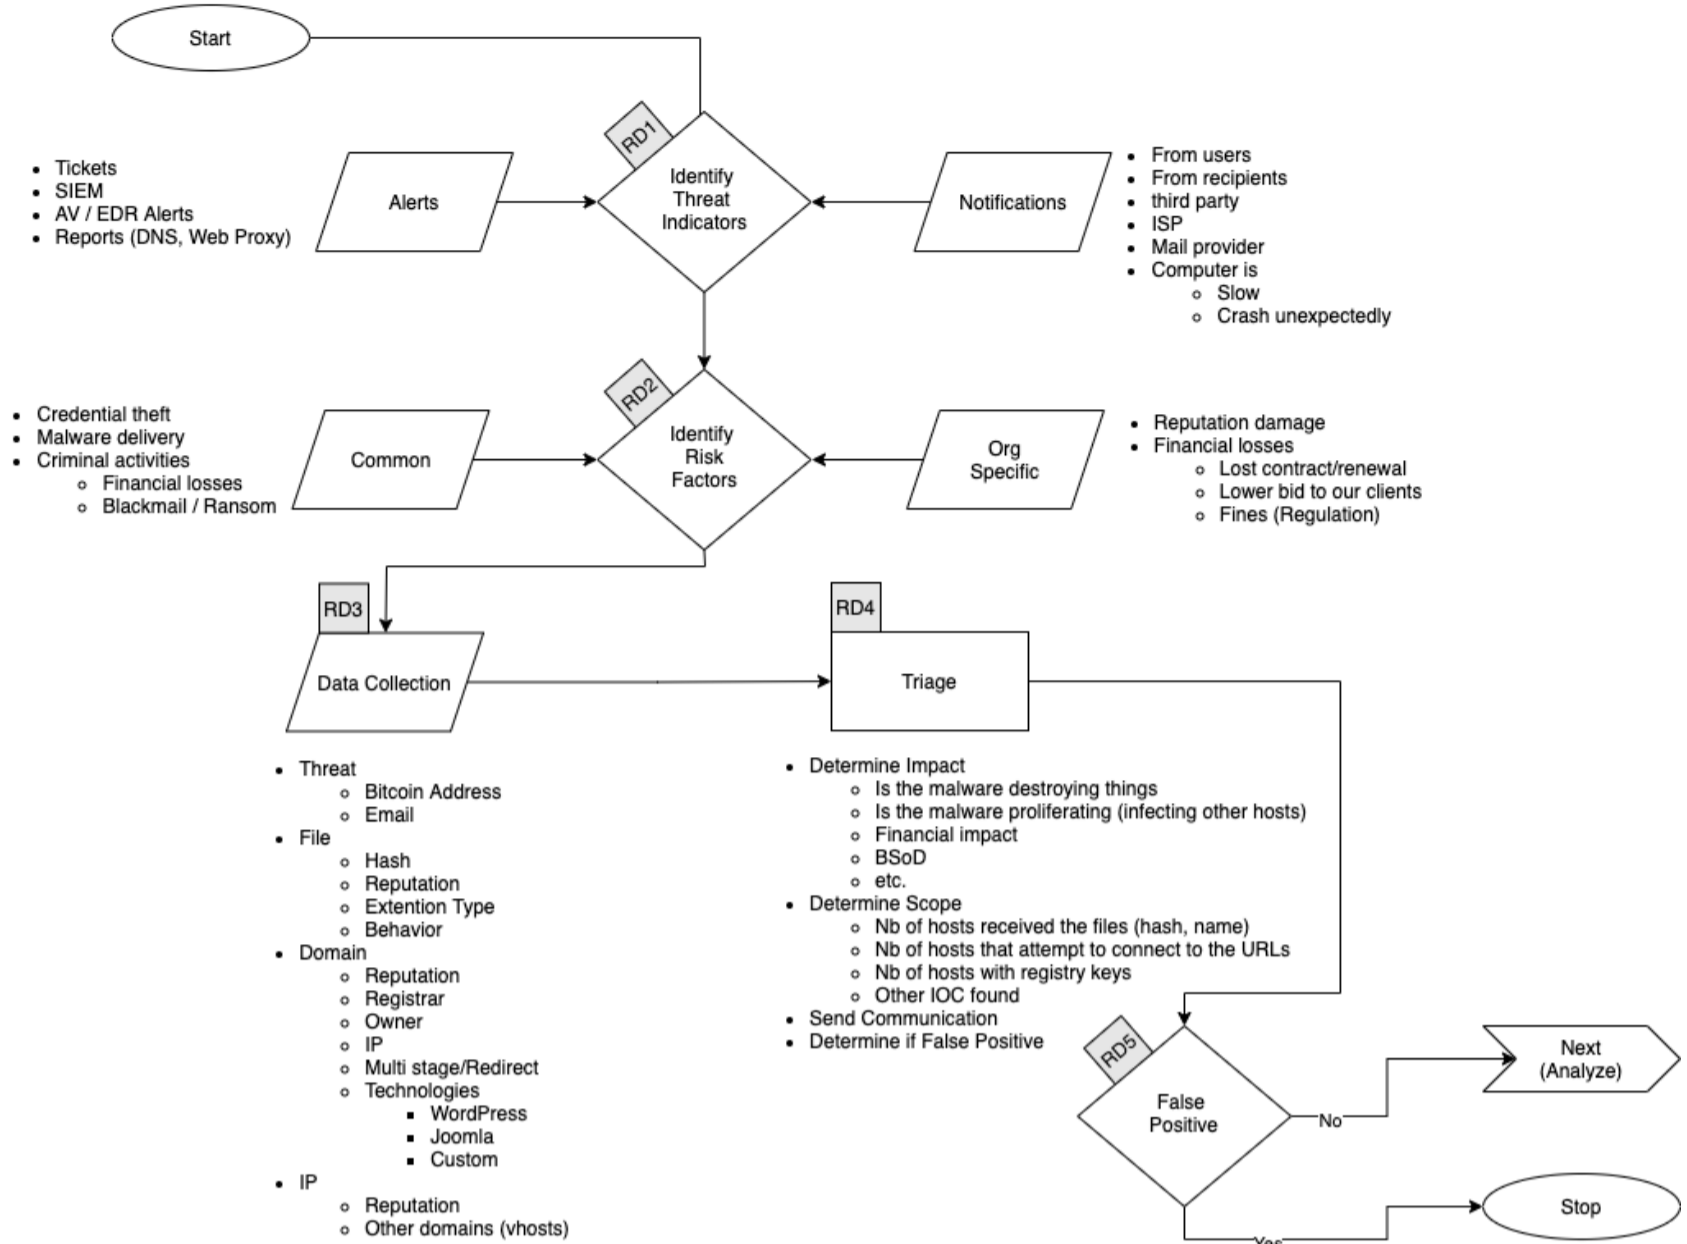 Start
RD1
Identify
Threat
Indicators
Alerts
• Tickets
• SIEM
• AV / EDR Alerts
• Reports (DNS, Web Proxy)
Notifications
• From users
• From recipients
• third party
• ISP
• Mail provider
• Computer is
○ Slow
○ Crash unexpectedly
RD2
Identify
Risk
Factors
Common
• Credential theft
• Malware delivery
• Criminal activities
○ Financial losses
○ Blackmail / Ransom
Org
Specific
• Reputation damage
• Financial losses
○ Lost contract/renewal
○ Lower bid to our clients
○ Fines (Regulation)
RD3
Data Collection
• Threat
○ Bitcoin Address
○ Email
• File
○ Hash
○ Reputation
○ Extention Type
○ Behavior
• Domain
○ Reputation
○ Registrar
○ Owner
○ IP
○ Multi stage/Redirect
○ Technologies
▪ WordPress
▪ Joomla
▪ Custom
• IP
○ Reputation
○ Other domains (vhosts)
RD4
Triage
• Determine Impact
○ Is the malware destroying things
○ Is the malware proliferating (infecting other hosts)
○ Financial impact
○ BSoD
○ etc.
• Determine Scope
○ Nb of hosts received the files (hash, name)
○ Nb of hosts that attempt to connect to the URLs
○ Nb of hosts with registry keys
○ Other IOC found
• Send Communication
• Determine if False Positive
RD5
False
Positive
No
Next
(Analyze)
Yes
Stop